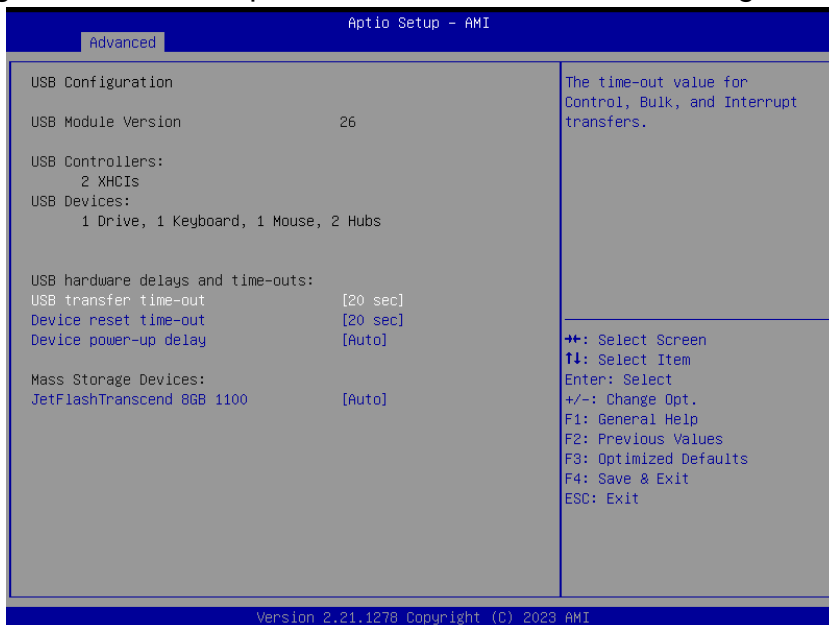 Aptio Setup – AMI
Advanced
USB Configuration
USB Module Version 26
USB Controllers:
2 XHCIs
USB Devices:
1 Drive, 1 Keyboard, 1 Mouse, 2 Hubs
USB hardware delays and time-outs:
USB transfer time-out [20 sec]
Device reset time-out [20 sec]
Device power-up delay [Auto]
Mass Storage Devices:
JetFlashTranscend 8GB 1100 [Auto]
The time-out value for
Control, Bulk, and Interrupt
transfers.
→←: Select Screen
↑↓: Select Item
Enter: Select
+/-: Change Opt.
F1: General Help
F2: Previous Values
F3: Optimized Defaults
F4: Save & Exit
ESC: Exit
Version 2.21.1278 Copyright (C) 2023 AMI